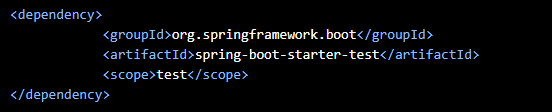 <dependency>
<groupId>org.springframework.boot</groupId>
<artifactId>spring-boot-starter-test</artifactId>
<scope>test</scope>
</dependency>